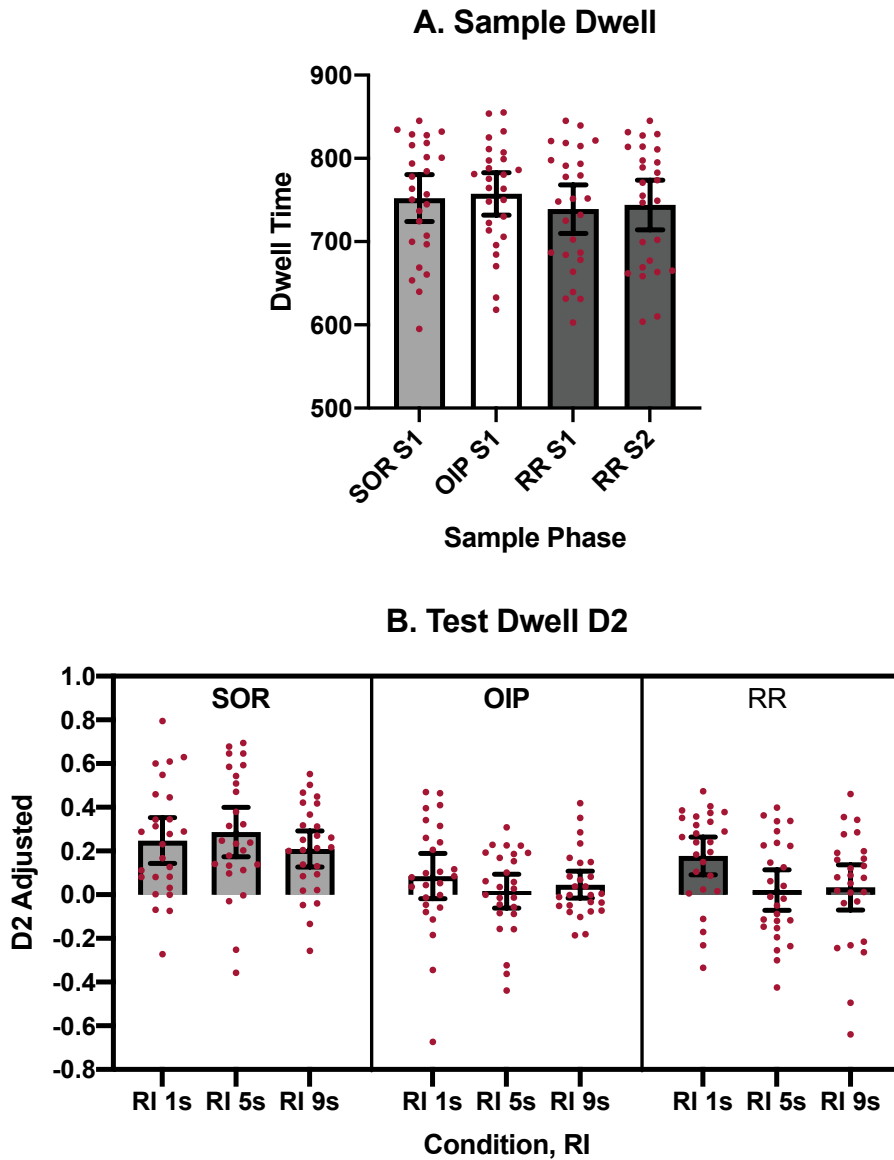 A. Sample Dwell
900
800
700
600
500
Dwell Time
SOR S1
OIP S1
RR S1
RR S2
Sample Phase
B. Test Dwell D2
1.0
0.8
0.6
0.4
0.2
0.0
-0.2
-0.4
-0.6
-0.8
D2 Adjusted
SOR
OIP
RR
RI 1s RI 5s RI 9s
RI 1s RI 5s RI 9s
RI 1s RI 5s RI 9s
Condition, RI